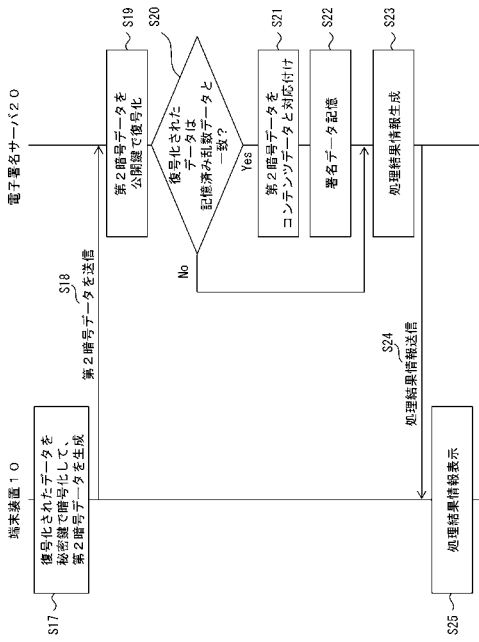 端末装置１０
電子署名サーバ２０
復号化されたデータを
秘密鍵で暗号化して、
第２暗号データを生成
S17
S18
第２暗号データを送信
第２暗号データを
公開鍵で復号化
S19
復号化された
データは
記憶済み乱数データと
一致？
S20
No
Yes
第２暗号データを
コンテンツデータと対応付け
S21
署名データ記憶
S22
処理結果情報生成
S23
S24
処理結果情報送信
処理結果情報表示
S25